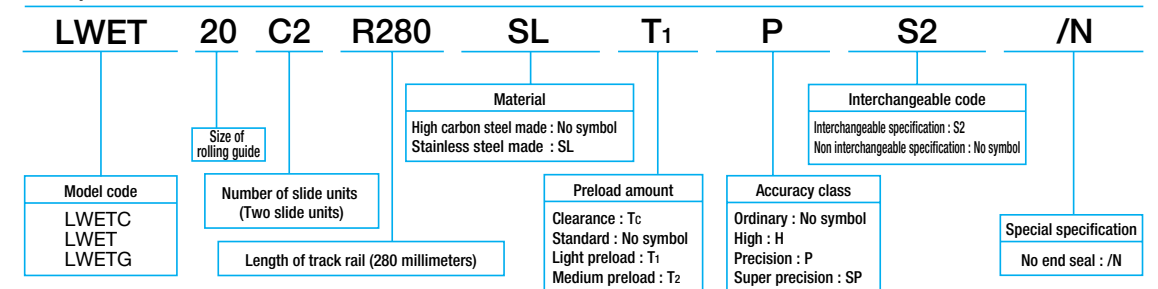 LWET 20 C2 R280 SL T1 P S2 /N
Material
High carbon steel made : No symbol
Stainless steel made : SL
Interchangeable code
Interchangeable specification : S2
Non interchangeable specification : No symbol
Size of
rolling guide
Model code
LWETC
LWET
LWETG
Number of slide units
(Two slide units)
Length of track rail (280 millimeters)
Preload amount
Clearance : Tc
Standard : No symbol
Light preload : T1
Medium preload : T2
Accuracy class
Ordinary : No symbol
High : H
Precision : P
Super precision : SP
Special specification
No end seal : /N